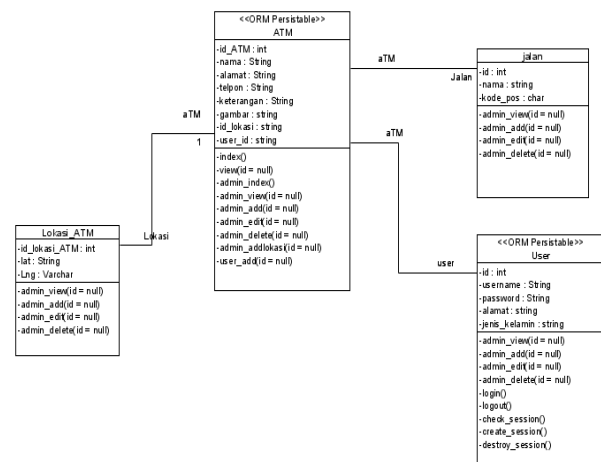 <<ORM Persistable>>
ATM
-id_ATM : int
-nama : String
-alamat : String
-telpon : String
-keterangan : String
-gambar : string
-id_lokasi : string
-user_id : string
-index()
-view(id = null)
-admin_index()
-admin_view(id = null)
-admin_add(id = null)
-admin_edit(id = null)
-admin_delete(id = null)
-admin_addlokasi(id = null)
-user_add(id = null)
aTM
Jalan
jalan
-id : int
-nama : string
-kode_pos : char
-admin_view(id = null)
-admin_add(id = null)
-admin_edit(id = null)
-admin_delete(id = null)
aTM
1
Lokasi
Lokasi_ATM
-id_lokasi_ATM : int
-lat : String
-Lng : Varchar
-admin_view(id = null)
-admin_add(id = null)
-admin_edit(id = null)
-admin_delete(id = null)
aTM
user
<<ORM Persistable>>
User
-id : int
-username : String
-password : String
-alamat : String
-jenis_kelamin : string
-admin_view(id = null)
-admin_add(id = null)
-admin_edit(id = null)
-admin_delete(id = null)
-login()
-logout()
-check_session()
-create_session()
-destroy_session()